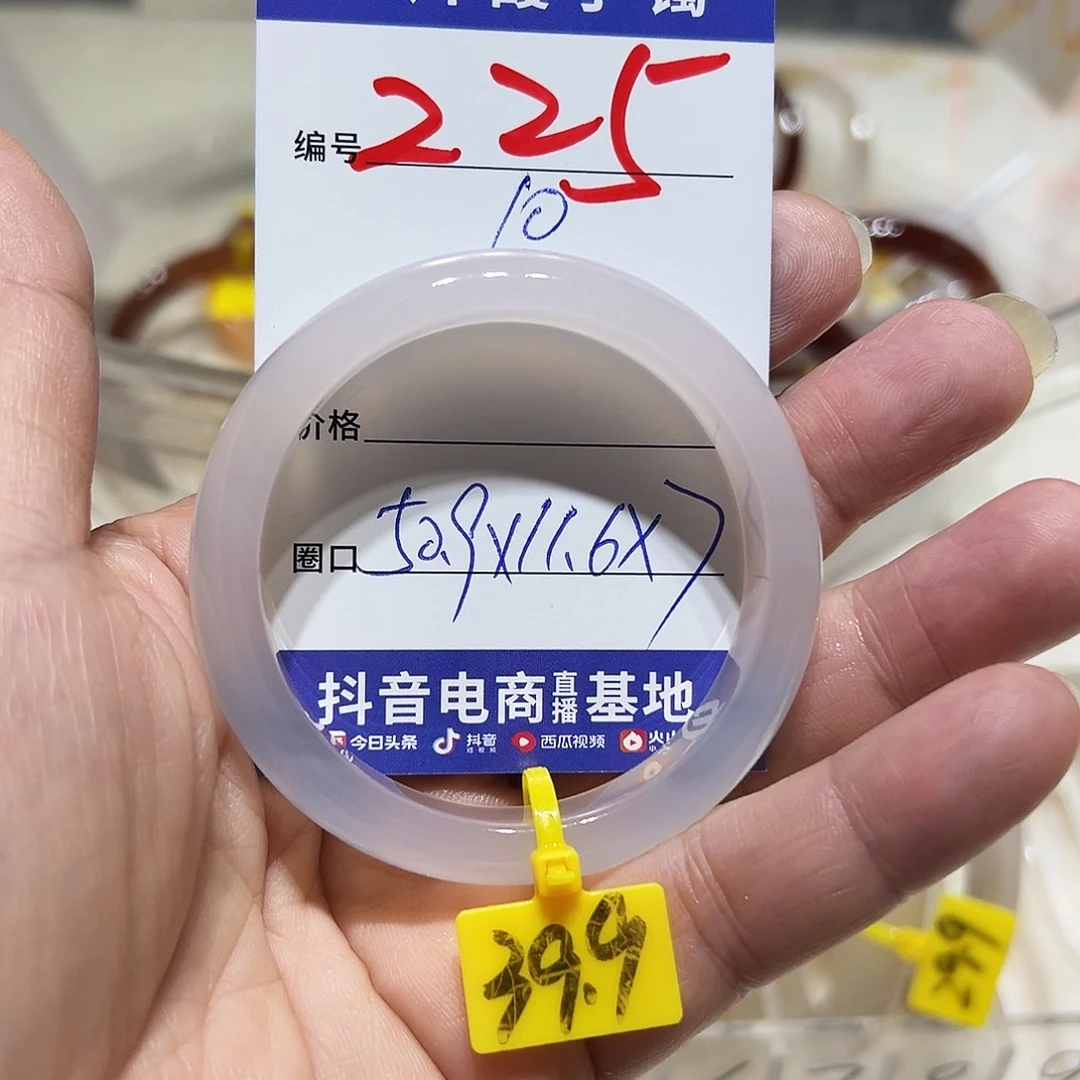 编号 225
10
价格
圈口 50.9x11.6x7
抖音电商直播基地
今日头条 抖音 西瓜视频
39.9